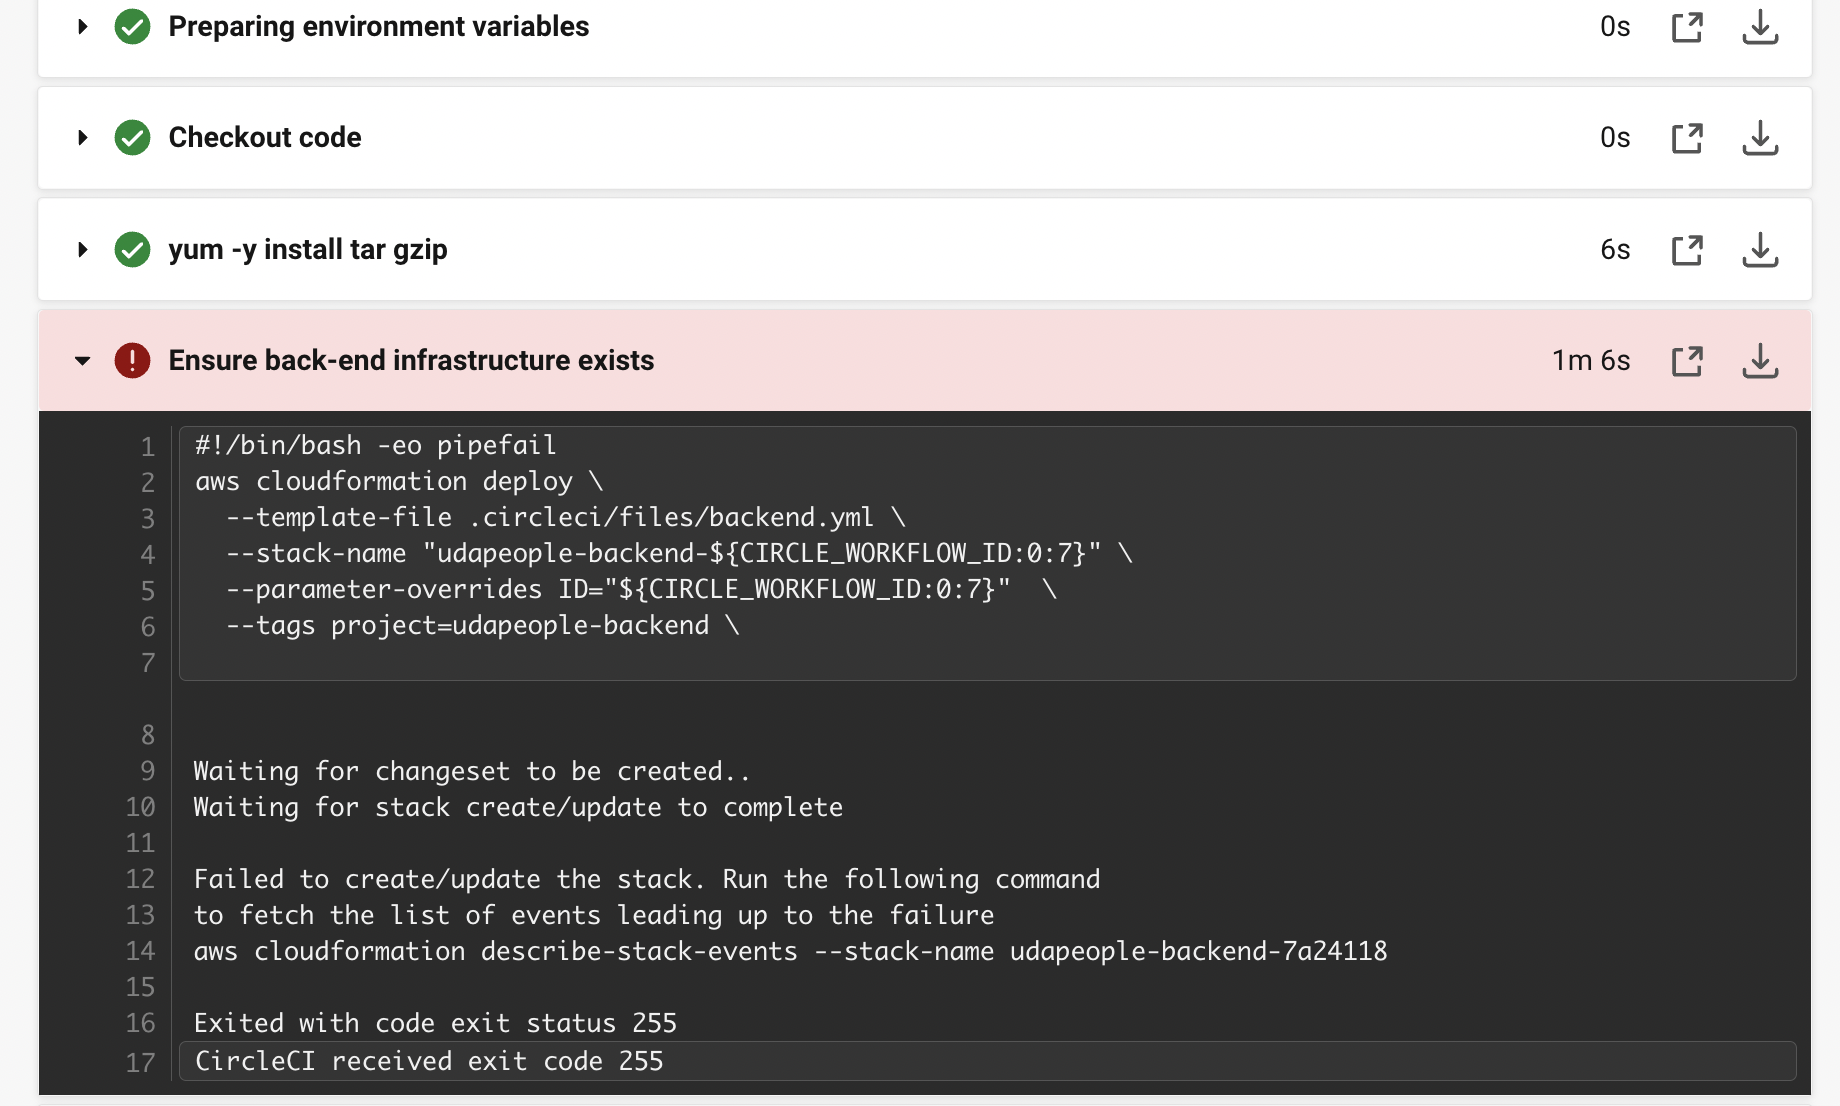 Preparing environment variables 0s
Checkout code 0s
yum -y install tar gzip 6s
Ensure back-end infrastructure exists 1m 6s
1 #!/bin/bash -eo pipefail
2 aws cloudformation deploy \
3   --template-file .circleci/files/backend.yml \
4   --stack-name "udapeople-backend-${CIRCLE_WORKFLOW_ID:0:7}" \
5   --parameter-overrides ID="${CIRCLE_WORKFLOW_ID:0:7}"  \
6   --tags project=udapeople-backend \
7
8
9 Waiting for changeset to be created..
10 Waiting for stack create/update to complete
11
12 Failed to create/update the stack. Run the following command
13 to fetch the list of events leading up to the failure
14 aws cloudformation describe-stack-events --stack-name udapeople-backend-7a24118
15
16 Exited with code exit status 255
17 CircleCI received exit code 255